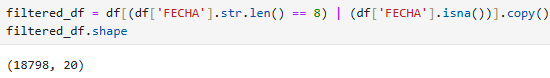 filtered_df = df[(df['FECHA'].str.len() == 8) | (df['FECHA'].isna())].copy()
filtered_df.shape
(18798, 20)